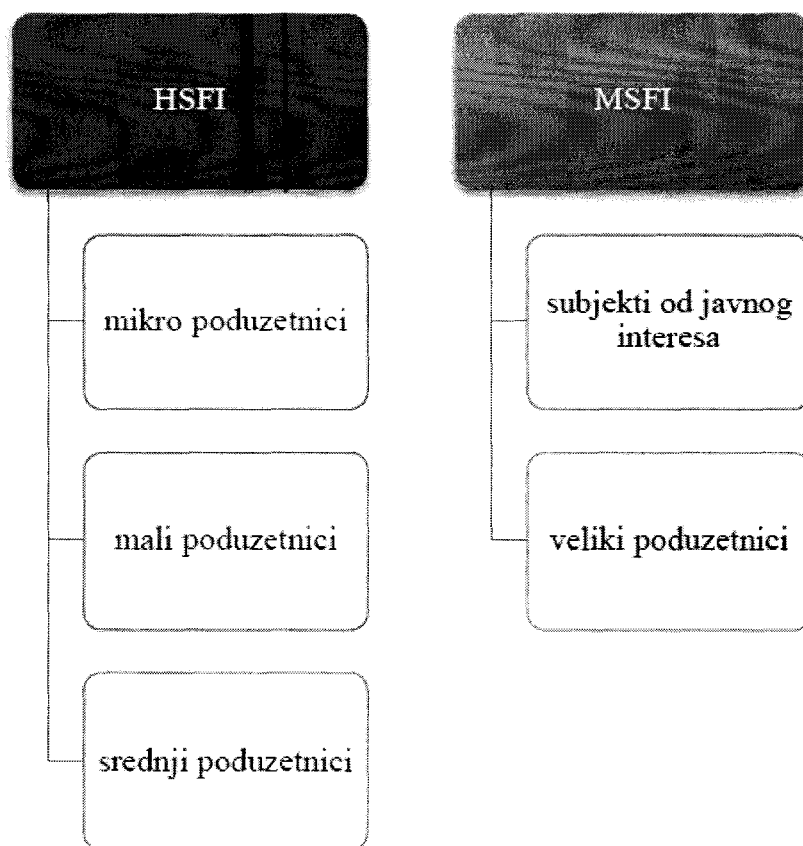 HSFI
mikro poduzetnici
mali poduzetnici
srednji poduzetnici
MSFI
subjekti od javnog
interesa
veliki poduzetnici